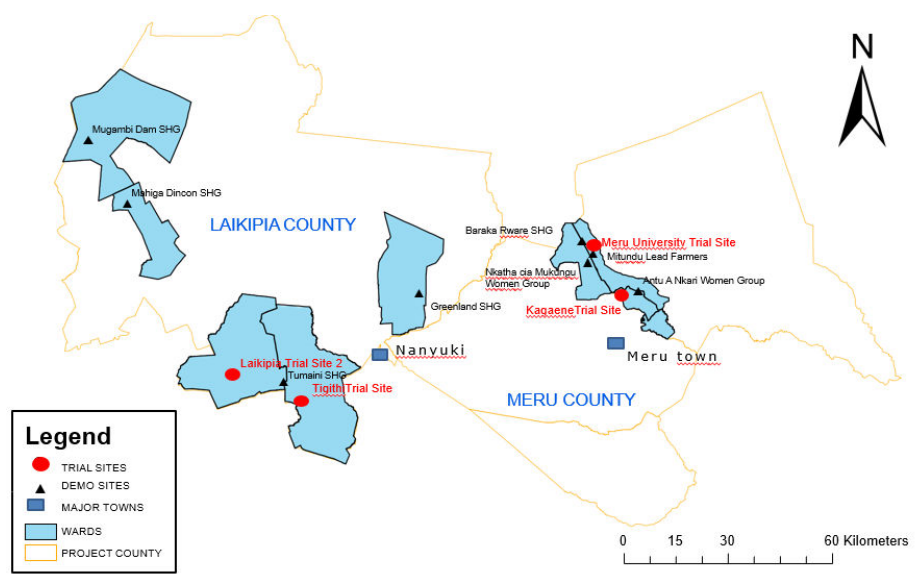 N
Mugambi Dam SHG
Mahiga Dincon SHG
LAIKIPIA COUNTY
Baraka Rware SHG
Meru University Trial Site
Mitundu Lead Farmers
Nkatha cia Mukungu
Women Group
Antu A Nkari Women Group
Greenland SHG
KagaeneTrial Site
Nanyuki
Meru town
Laikipia Trial Site 2
Tumaini SHG
Tigithi Trial Site
MERU COUNTY
Legend
TRIAL SITES
DEMO SITES
MAJOR TOWNS
WARDS
PROJECT COUNTY
0 15 30 60 Kilometers